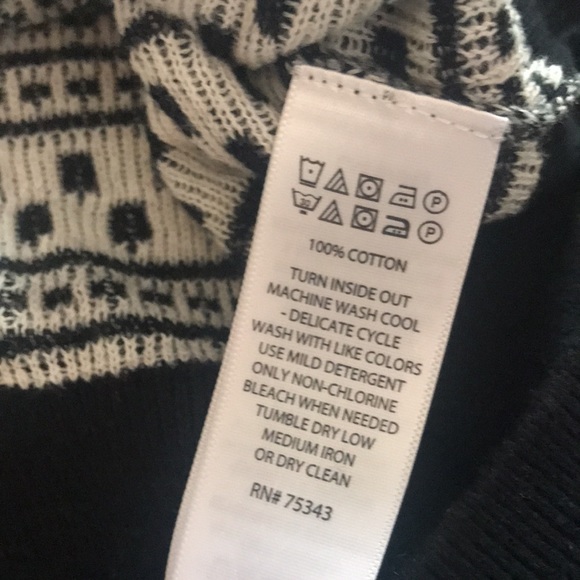 P
30 P
100% COTTON
TURN INSIDE OUT
MACHINE WASH COOL
- DELICATE CYCLE
WASH WITH LIKE COLORS
USE MILD DETERGENT
ONLY NON-CHLORINE
BLEACH WHEN NEEDED
TUMBLE DRY LOW
MEDIUM IRON
OR DRY CLEAN
RN# 75343